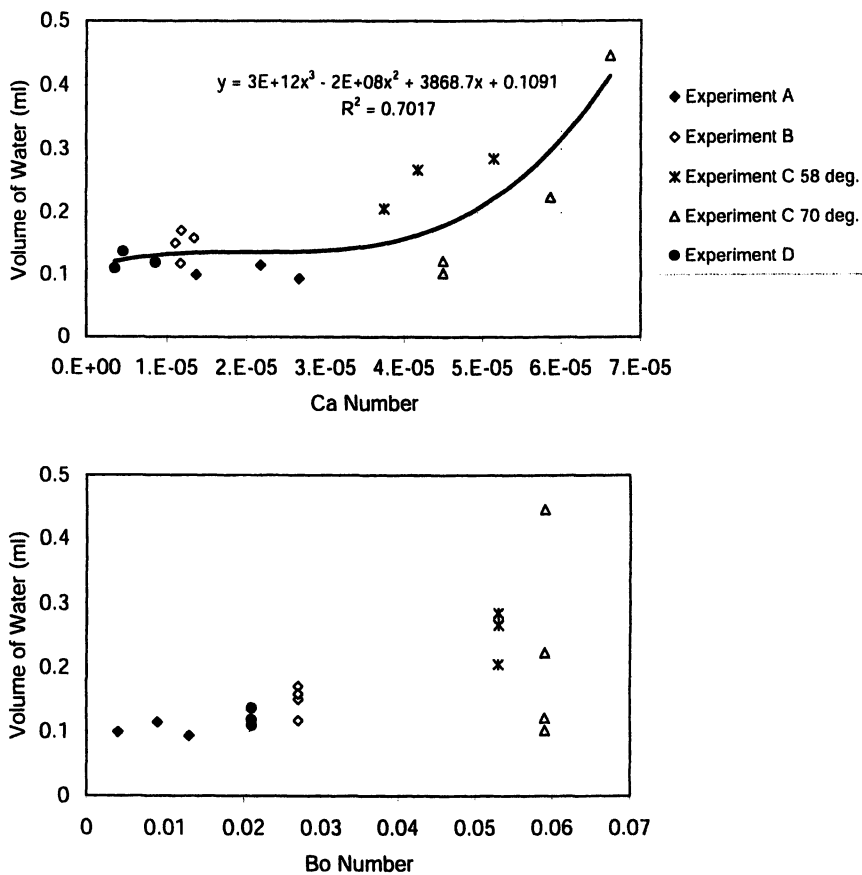 0.5
0.4
0.3
0.2
0.1
0
Volume of Water (ml)
y = 3E+12x³ - 2E+08x² + 3868.7x + 0.1091
R² = 0.7017
0.E+00 1.E-05 2.E-05 3.E-05 4.E-05 5.E-05 6.E-05 7.E-05
Ca Number
Experiment A
Experiment B
Experiment C 58 deg.
Experiment C 70 deg.
Experiment D
0.5
0.4
0.3
0.2
0.1
0
Volume of Water (ml)
0 0.01 0.02 0.03 0.04 0.05 0.06 0.07
Bo Number